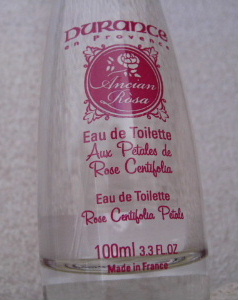 DURANCE
en Provence
Ancian
Rosa
Eau de Toilette
Aux Pétales de
Rose Centifolia
Eau de Toilette
Rose Centifolia Petals
100ml 3.3 FL.OZ
Made in France